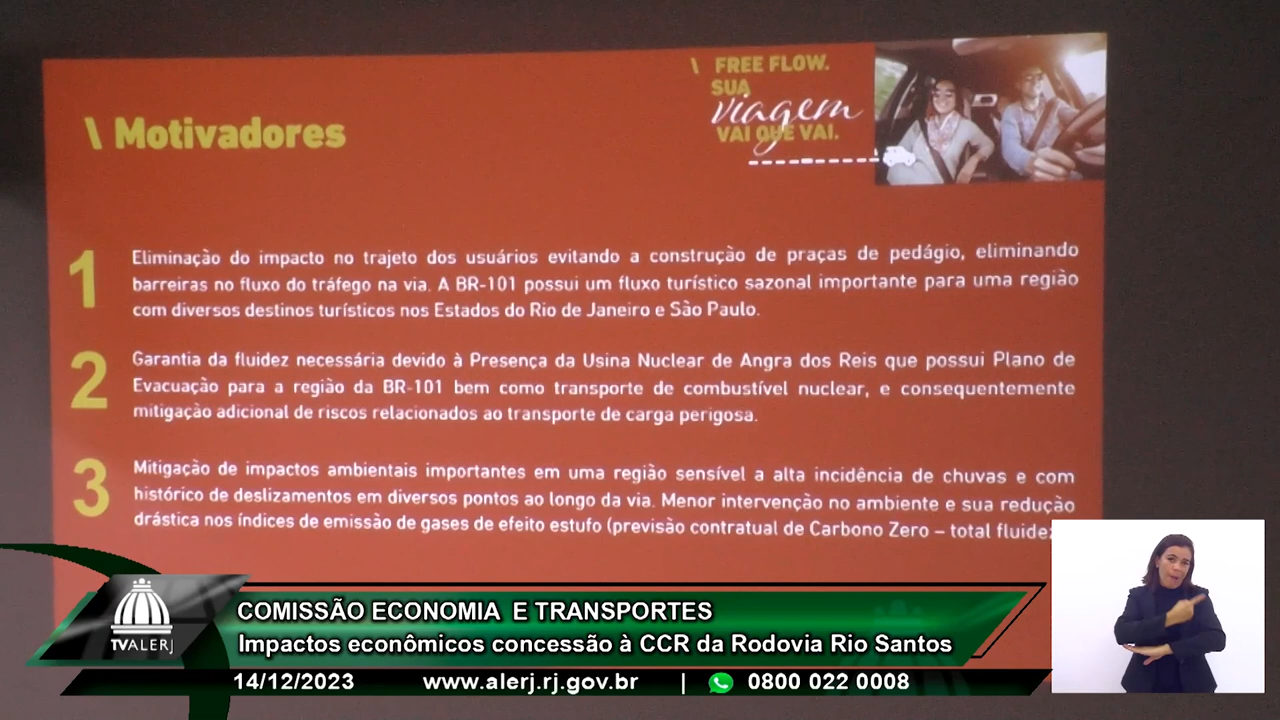 \ FREE FLOW.
SUA
viagem
VAI QUE VAI.
\ Motivadores
1
Eliminação do impacto no trajeto dos usuários evitando a construção de praças de pedágio, eliminando
barreiras no fluxo do tráfego na via. A BR-101 possui um fluxo turístico sazonal importante para uma região
com diversos destinos turísticos nos Estados do Rio de Janeiro e São Paulo.
2
Garantia da fluidez necessária devido à Presença da Usina Nuclear de Angra dos Reis que possui Plano de
Evacuação para a região da BR-101 bem como transporte de combustível nuclear, e consequentemente
mitigação adicional de riscos relacionados ao transporte de carga perigosa.
3
Mitigação de impactos ambientais importantes em uma região sensível a alta incidência de chuvas e com
histórico de deslizamentos em diversos pontos ao longo da via. Menor intervenção no ambiente e sua redução
drástica nos índices de emissão de gases de efeito estufo (previsão contratual de Carbono Zero – total fluidez
TVALERJ
COMISSÃO ECONOMIA E TRANSPORTES
Impactos econômicos concessão à CCR da Rodovia Rio Santos
14/12/2023 www.alerj.rj.gov.br | 0800 022 0008